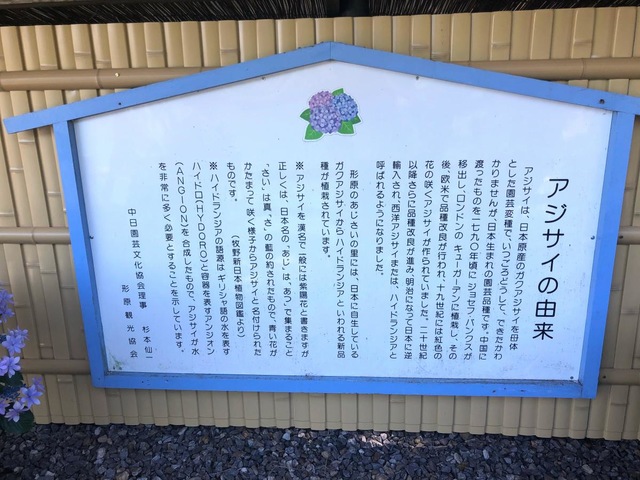 アジサイの由来
アジサイは、日本原産のガクアジサイを母体
とした園芸変種で、いつごろどうして、できたかわ
かりませんが、日本生まれの園芸品種です。中国に
渡ったものを一七九〇年頃にジョセフ・バンクスが
移出し、ロンドンのキューガーデンに植栽し、その
後欧米で品種改良が行われ、十九世紀には紅色の
花の咲くアジサイが作られていました。二十世紀
以降さらに品種改良が進み、明治になって日本に逆
輸入され、西洋アジサイまたは、ハイドランジアと
呼ばれるようになりました。
形原のあじさいの里には、日本に自生している
ガクアジサイからハイドランジアといわれる新品
種が植栽されています。
※アジサイを漢名で一般には紫陽花と書きますが
正しくは、日本名の、“あじ”は、“あつ”で集まること
“さい”は真、“さ”の藍の約されたもので、青い花が
かたまって、咲く様子からアジサイと名付けられた
ものです。（牧野新日本植物図鑑より）
※ハイドランジアの語源はギリシャ語の水を表す
ハイドロ(HYDORO)と容器を表すアンジオン
(ANGION)を合成したもので、アジサイが水
を非常に多く必要とすることを示しています。
中日園芸文化協会理事 杉本仙一
形原観光協会